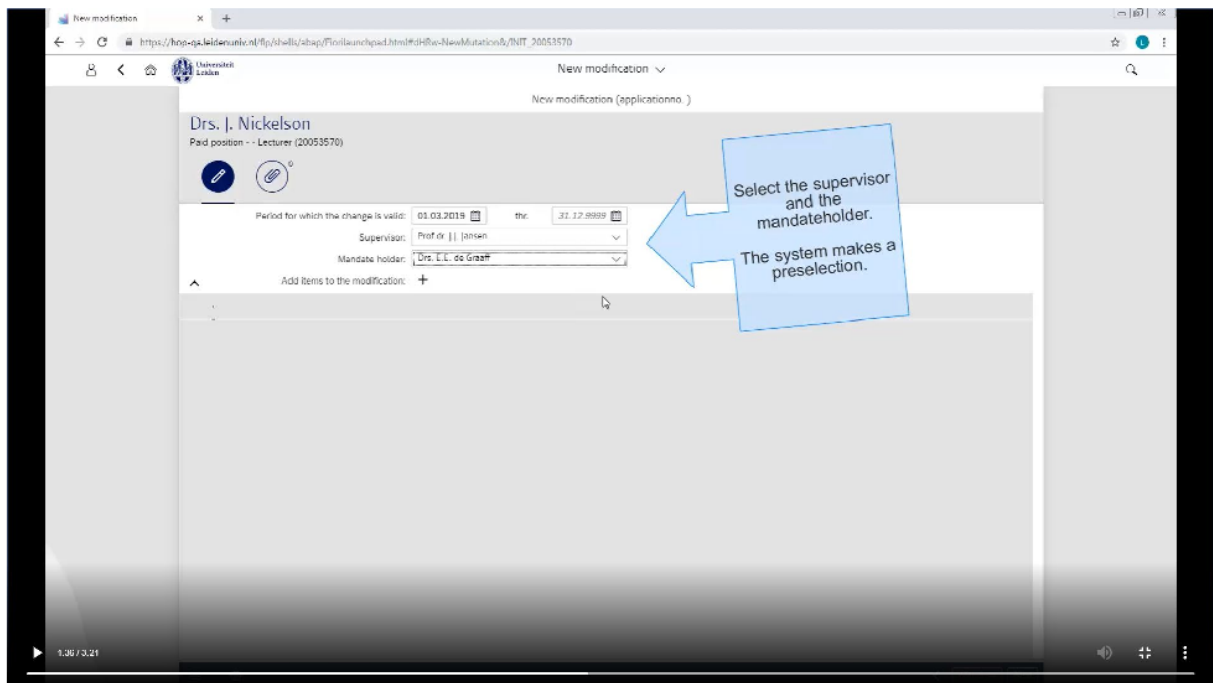 New modification
https://hop-qa.leidenuniv.nl/flp/shells/abap/Fiorilaunchpad.html#dHRw-NewMutation&/INIT_20053570
L
Universiteit
Leiden
New modification
New modification (applicationno. )
Drs. J. Nickelson
Paid position - - Lecturer (20053570)
0
Period for which the change is valid: 01.03.2019 thr. 31.12.9999
Supervisor: Prof dr J.J. Jansen
Mandate holder: Drs. E.E. de Graaff
Add items to the modification: +
Select the supervisor
and the
mandateholder.
The system makes a
preselection.
1:36 / 3:21